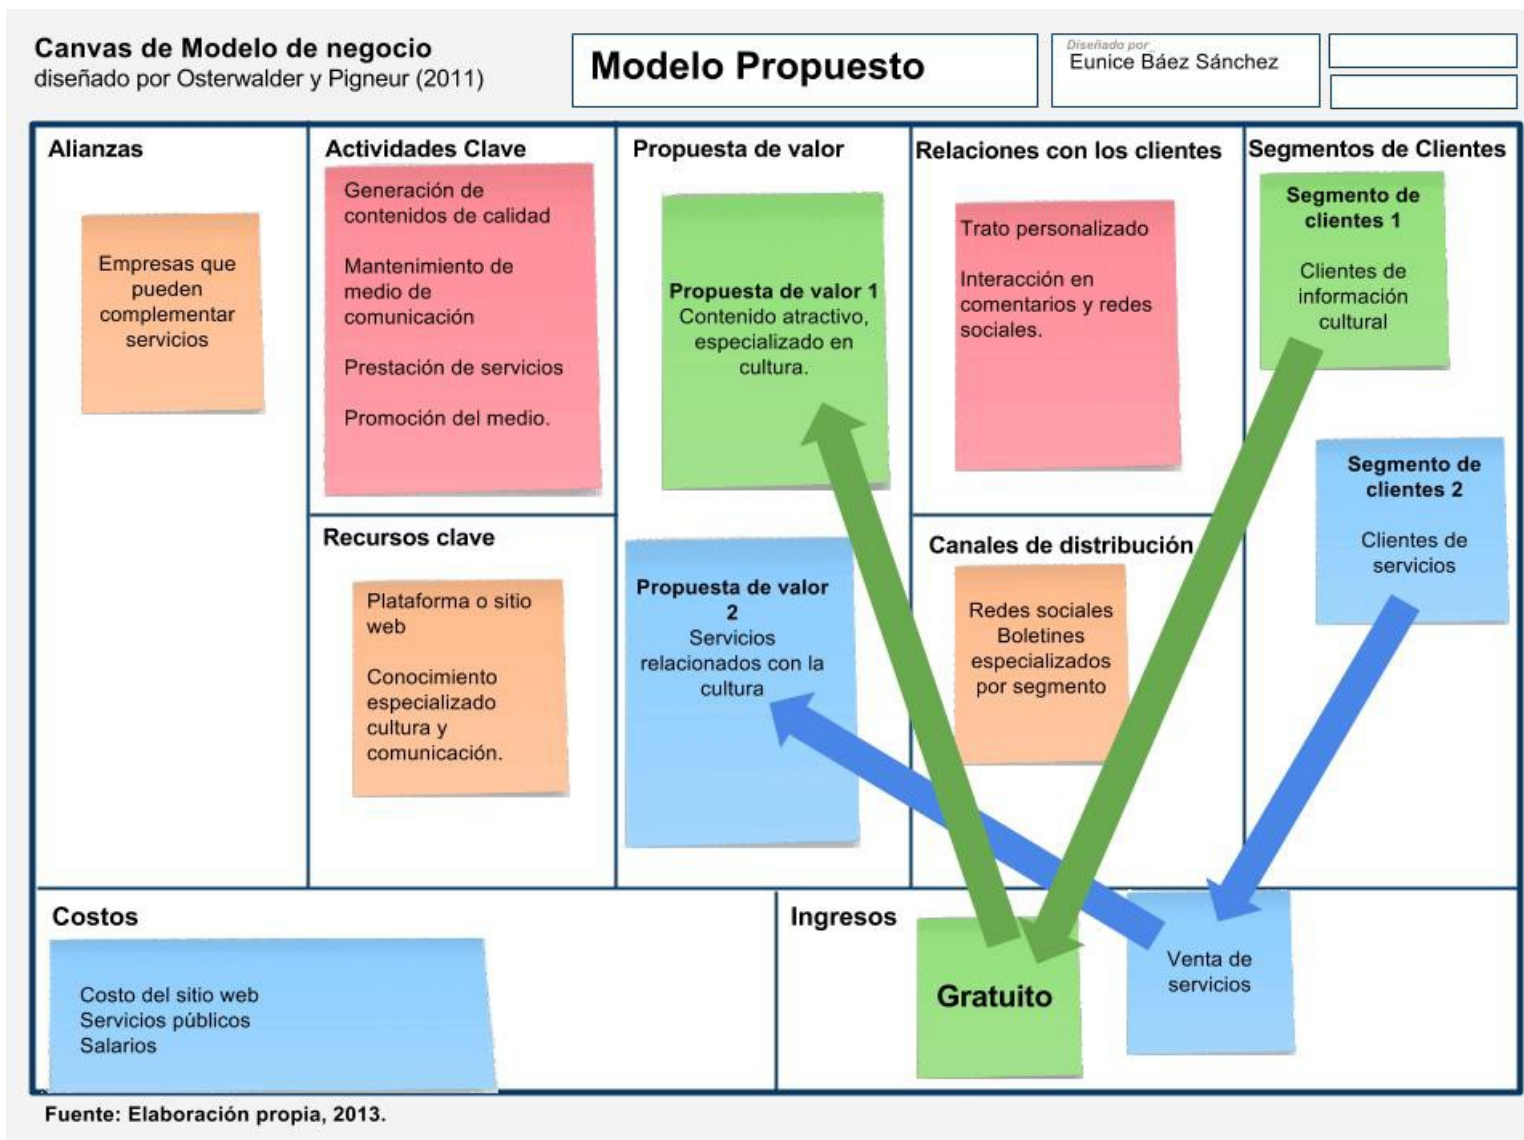 Canvas de Modelo de negocio
diseñado por Osterwalder y Pigneur (2011)
Modelo Propuesto
Diseñado por_
Eunice Báez Sánchez
Alianzas
Empresas que
pueden
complementar
servicios
Actividades Clave
Generación de
contenidos de calidad
Mantenimiento de
medio de
comunicación
Prestación de servicios
Promoción del medio.
Recursos clave
Plataforma o sitio
web
Conocimiento
especializado
cultura y
comunicación.
Propuesta de valor
Propuesta de valor 1
Contenido atractivo,
especializado en
cultura.
Propuesta de valor
2
Servicios
relacionados con la
cultura
Relaciones con los clientes
Trato personalizado
Interacción en
comentarios y redes
sociales.
Canales de distribución
Redes sociales
Boletines
especializados
por segmento
Segmentos de Clientes
Segmento de
clientes 1
Clientes de
información
cultural
Segmento de
clientes 2
Clientes de
servicios
Costos
Costo del sitio web
Servicios públicos
Salarios
Ingresos
Gratuito
Venta de
servicios
Fuente: Elaboración propia, 2013.